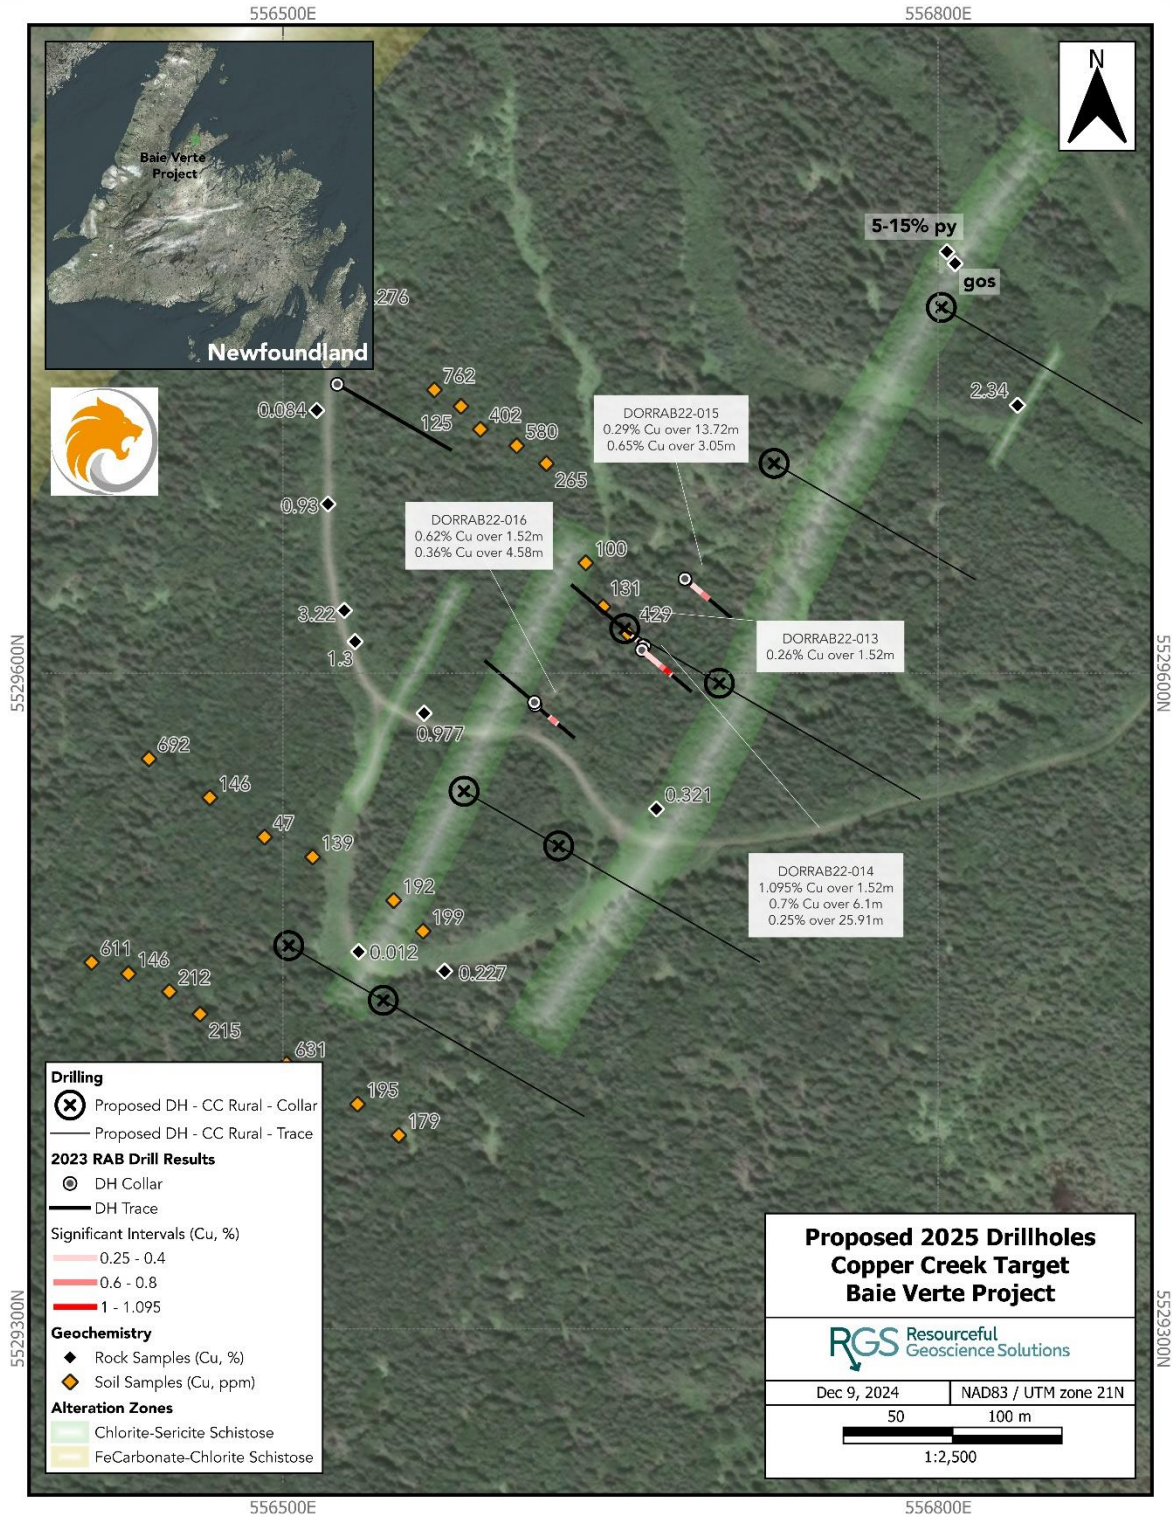 556500E
556800E
Baie Verte
Project
Newfoundland
N
5-15% py
gos
.276
762
0.084
125
402
580
265
2.34
DORRAB22-015
0.29% Cu over 13.72m
0.65% Cu over 3.05m
0.93
DORRAB22-016
0.62% Cu over 1.52m
0.36% Cu over 4.58m
100
131
429
3.22
1.3
DORRAB22-013
0.26% Cu over 1.52m
5529600N
5529600N
0.977
692
146
47
139
0.321
DORRAB22-014
1.095% Cu over 1.52m
0.7% Cu over 6.1m
0.25% over 25.91m
192
199
0.012
0.227
611
146
212
215
631
195
179
Drilling
Proposed DH - CC Rural - Collar
Proposed DH - CC Rural - Trace
2023 RAB Drill Results
DH Collar
DH Trace
Significant Intervals (Cu, %)
0.25 - 0.4
0.6 - 0.8
1 - 1.095
Geochemistry
Rock Samples (Cu, %)
Soil Samples (Cu, ppm)
Alteration Zones
Chlorite-Sericite Schistose
FeCarbonate-Chlorite Schistose
5529300N
5529300N
Proposed 2025 Drillholes
Copper Creek Target
Baie Verte Project
RGS Resourceful
Geoscience Solutions
Dec 9, 2024
NAD83 / UTM zone 21N
50 100 m
1:2,500
556500E
556800E